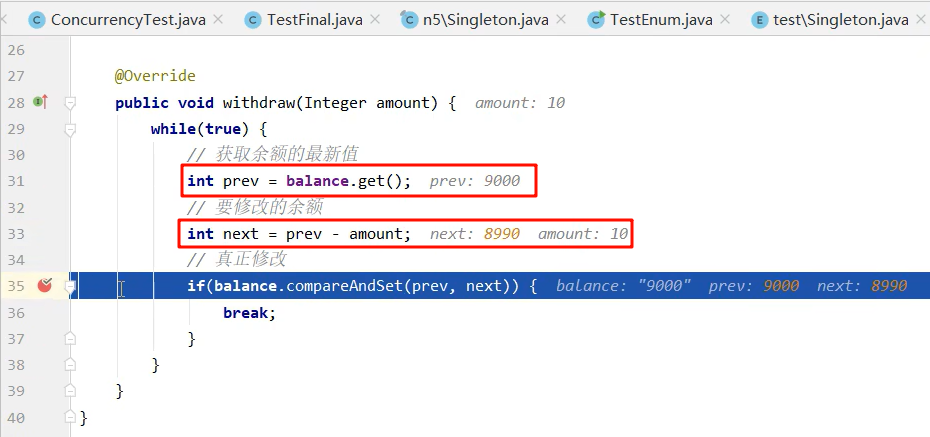 ConcurrencyTest.java × TestFinal.java × n5\Singleton.java × TestEnum.java × test\Singleton.java ×
26
27 @Override
28 public void withdraw(Integer amount) { amount: 10
29 while(true) {
30 // 获取余额的最新值
31 int prev = balance.get(); prev: 9000
32 // 要修改的余额
33 int next = prev - amount; next: 8990 amount: 10
34 // 真正修改
35 if(balance.compareAndSet(prev, next)) { balance: "9000" prev: 9000 next: 8990
36 break;
37 }
38 }
39 }
40 }